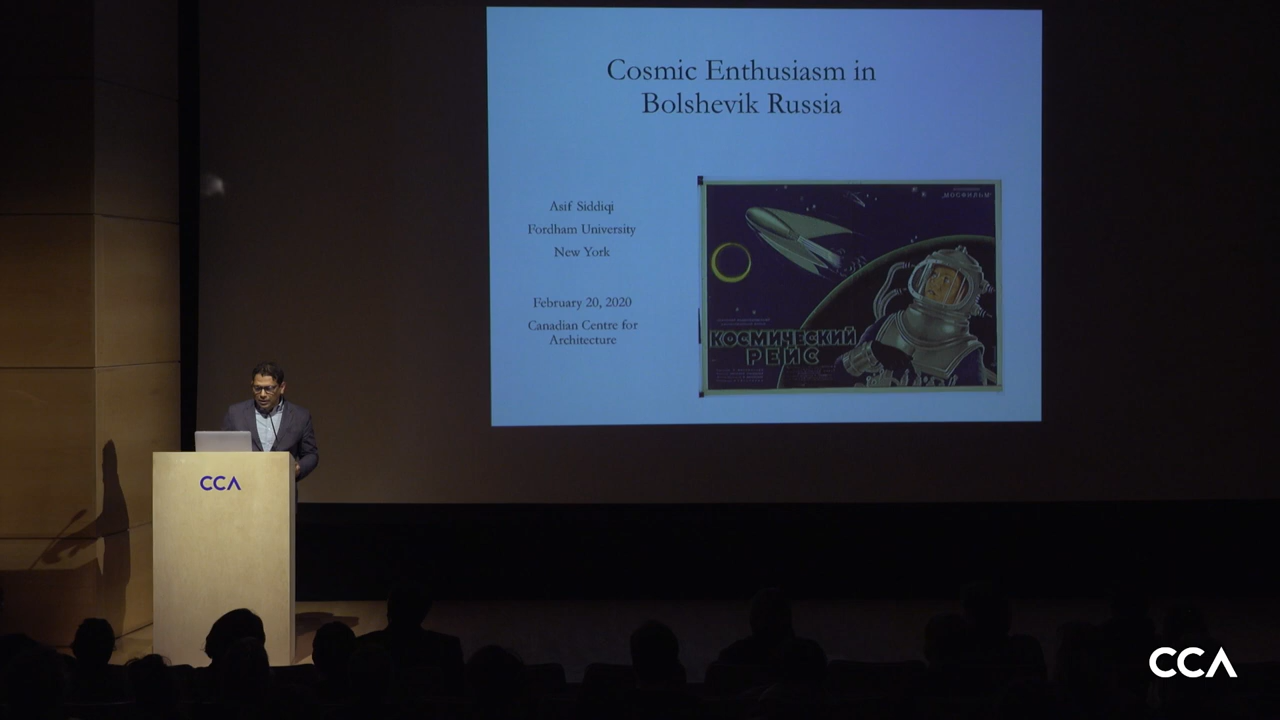 Cosmic Enthusiasm in
Bolshevik Russia
Asif Siddiqi
Fordham University
New York
February 20, 2020
Canadian Centre for
Architecture
„МОСФИЛЬМ"
КОСМИЧЕСКИЙ
РЕЙС
CCA
CCA